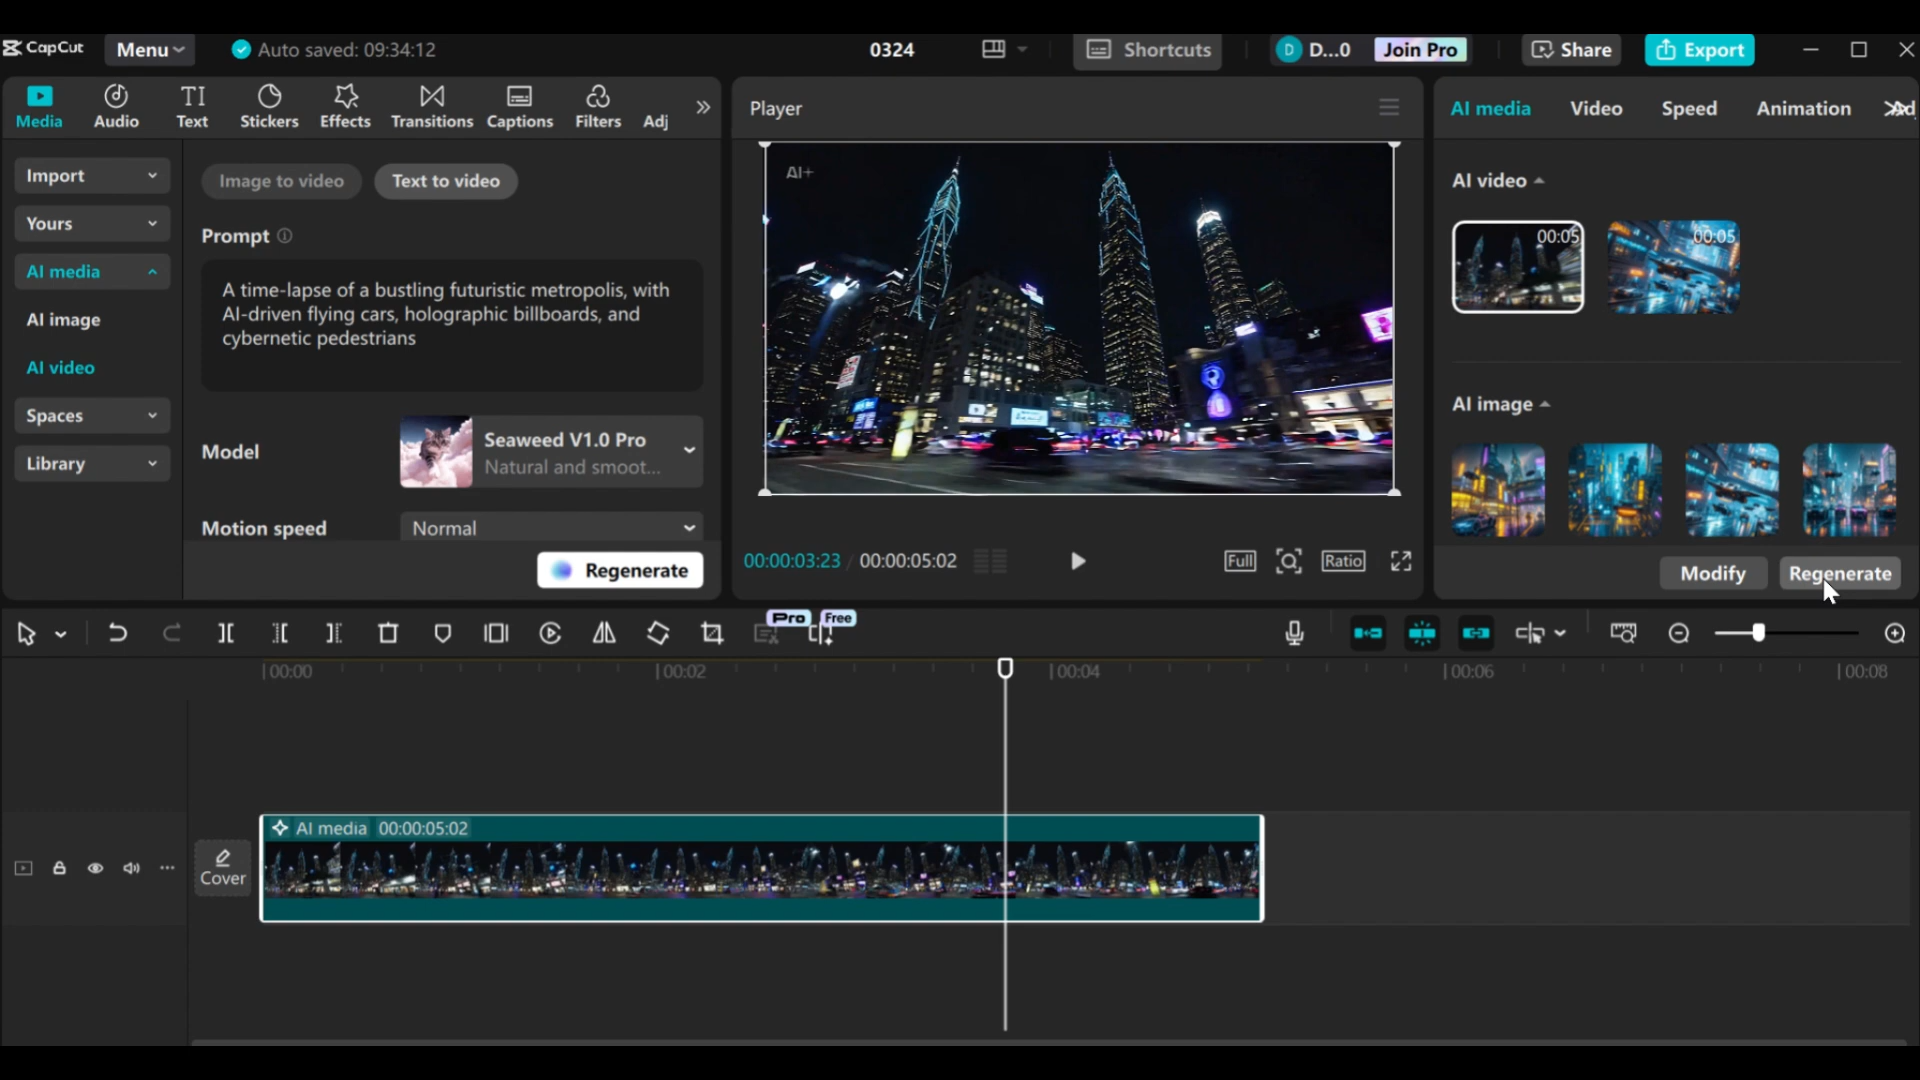 CapCut
Menu
Auto saved: 09:34:12
0324
Shortcuts
D
D...0
Join Pro
Share
Export
Media
Audio
TI
Text
Stickers
Effects
Transitions
Captions
Filters
Adj
Player
AI media
Video
Speed
Animation
Ad
Import
Yours
AI media
AI image
AI video
Spaces
Library
Image to video
Text to video
Prompt
A time-lapse of a bustling futuristic metropolis, with
AI-driven flying cars, holographic billboards, and
cybernetic pedestrians
Model
Seaweed V1.0 Pro
Natural and smoot...
Motion speed
Normal
Regenerate
AI+
00:00:03:23 / 00:00:05:02
Full
Ratio
AI video
00:05
00:05
AI image
Modify
Regenerate
Pro
Free
00:00
00:02
00:04
00:06
00:08
Cover
AI media 00:00:05:02